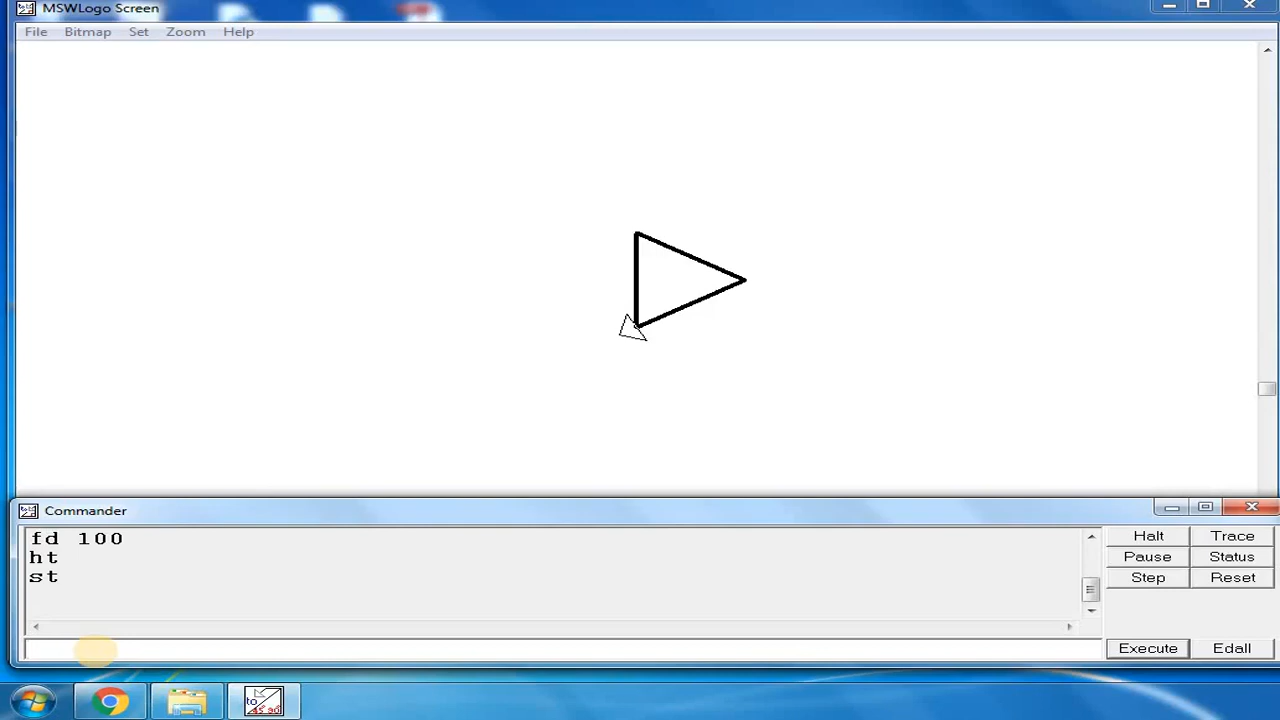 MSWLogo Screen
File Bitmap Set Zoom Help
Commander
fd 100
ht
st
Halt Trace
Pause Status
Step Reset
Execute Edall